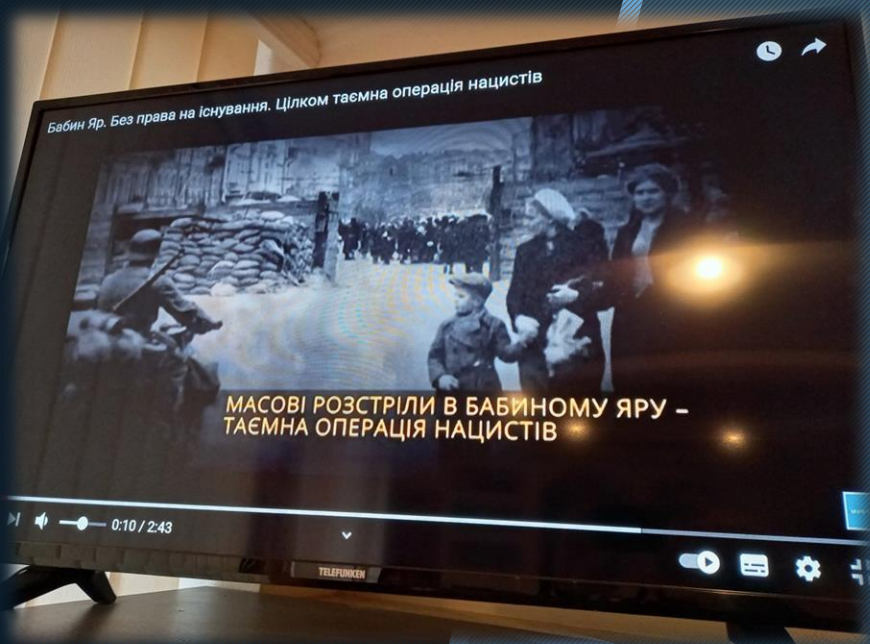 Бабин Яр. Без права на існування. Цілком таємна операція нацистів
МАСОВІ РОЗСТРІЛИ В БАБИНОМУ ЯРУ –
ТАЄМНА ОПЕРАЦІЯ НАЦИСТІВ
0:10 / 2:43
TELEFUNKEN